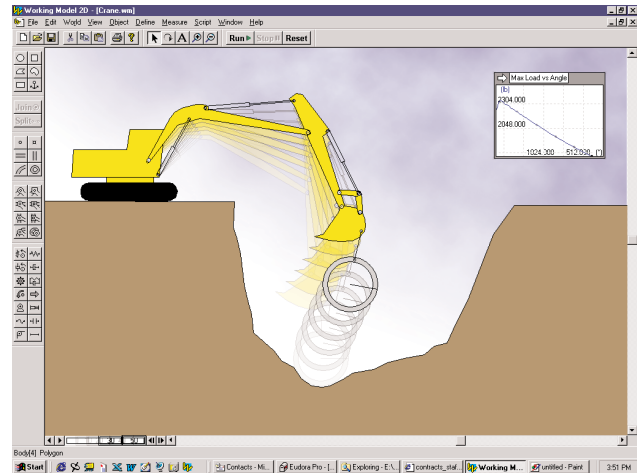 Working Model 2D - [Crane.wm]
File Edit World View Object Define Measure Script Window Help
Run Stop Reset
Join
Split
Max Load vs Angle
(lb)
2304.000
2048.000
1024.000 512.000 (°)
Body[4] Polygon
Start Contacts - Mi... Eudora Pro - [... Exploring - E:\... contracts_staf... Working M... untitled - Paint 3:51 PM